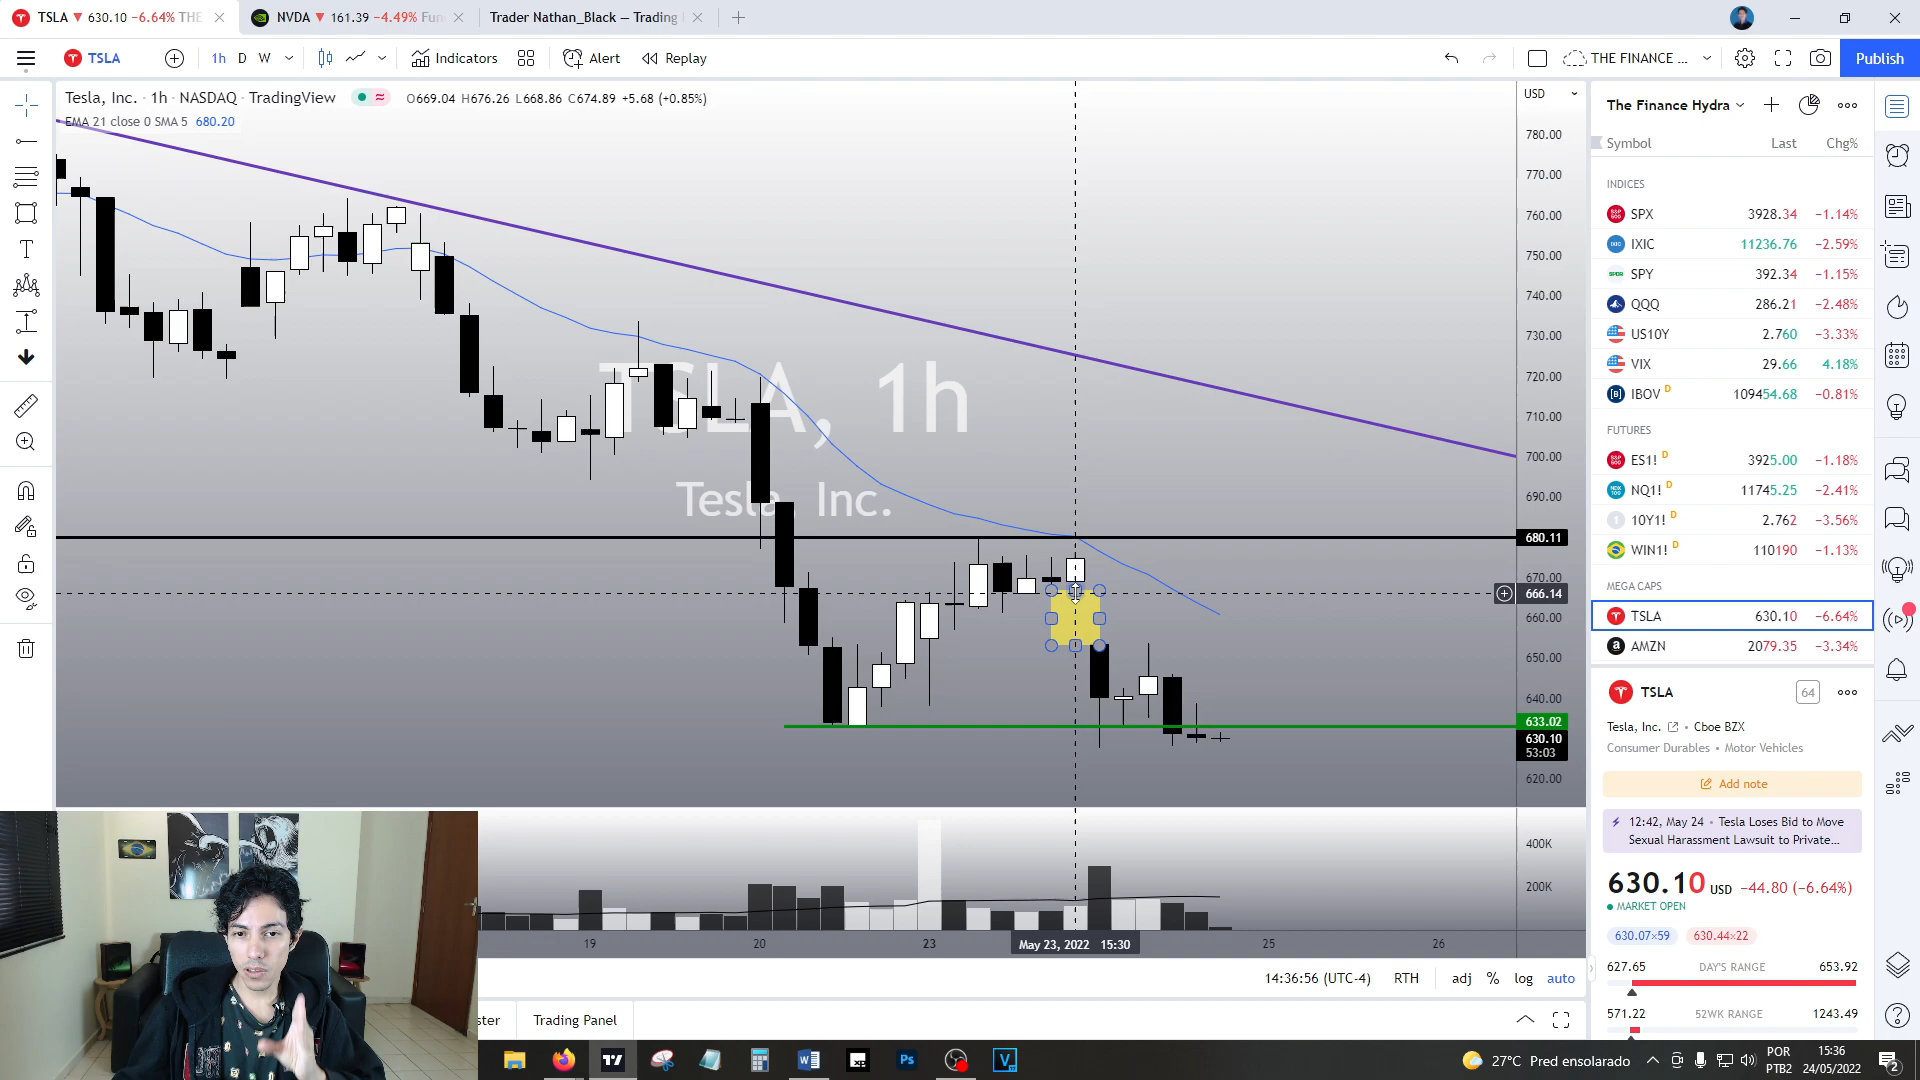 TSLA ▼ 630.10 −6.64% THE
NVDA ▼ 161.39 −4.49% Fun
Trader Nathan_Black — Trading
TSLA
1h D W
Indicators
Alert
Replay
THE FINANCE ...
Publish
Tesla, Inc. · 1h · NASDAQ · TradingView
O669.04 H676.26 L668.86 C674.89 +5.68 (+0.85%)
EMA 21 close 0 SMA 5 680.20
TSLA, 1h
Tesla, Inc.
USD
780.00
770.00
760.00
750.00
740.00
730.00
720.00
710.00
700.00
690.00
680.11
670.00
666.14
660.00
650.00
640.00
633.02
630.10
53:03
620.00
400K
200K
19 20 23 May 23, 2022 15:30 25 26
14:36:56 (UTC-4) RTH adj % log auto
ster Trading Panel
The Finance Hydra
Symbol Last Chg%
INDICES
SPX 3928.34 −1.14%
IXIC 11236.76 −2.59%
SPY 392.34 −1.15%
QQQ 286.21 −2.48%
US10Y 2.760 −3.33%
VIX 29.66 4.18%
IBOV D 109454.68 −0.81%
FUTURES
ES1! D 3925.00 −1.18%
NQ1! D 11745.25 −2.41%
10Y1! D 2.762 −3.56%
WIN1! D 110190 −1.13%
MEGA CAPS
TSLA 630.10 −6.64%
AMZN 2079.35 −3.34%
TSLA 64
Tesla, Inc. • Cboe BZX
Consumer Durables • Motor Vehicles
Add note
12:42, May 24 • Tesla Loses Bid to Move
Sexual Harassment Lawsuit to Private...
630.10 USD −44.80 (−6.64%)
MARKET OPEN
630.07×59 630.44×22
627.65 DAY'S RANGE 653.92
571.22 52WK RANGE 1243.49
27°C Pred ensolarado
POR
PTB2
15:36
24/05/2022
2